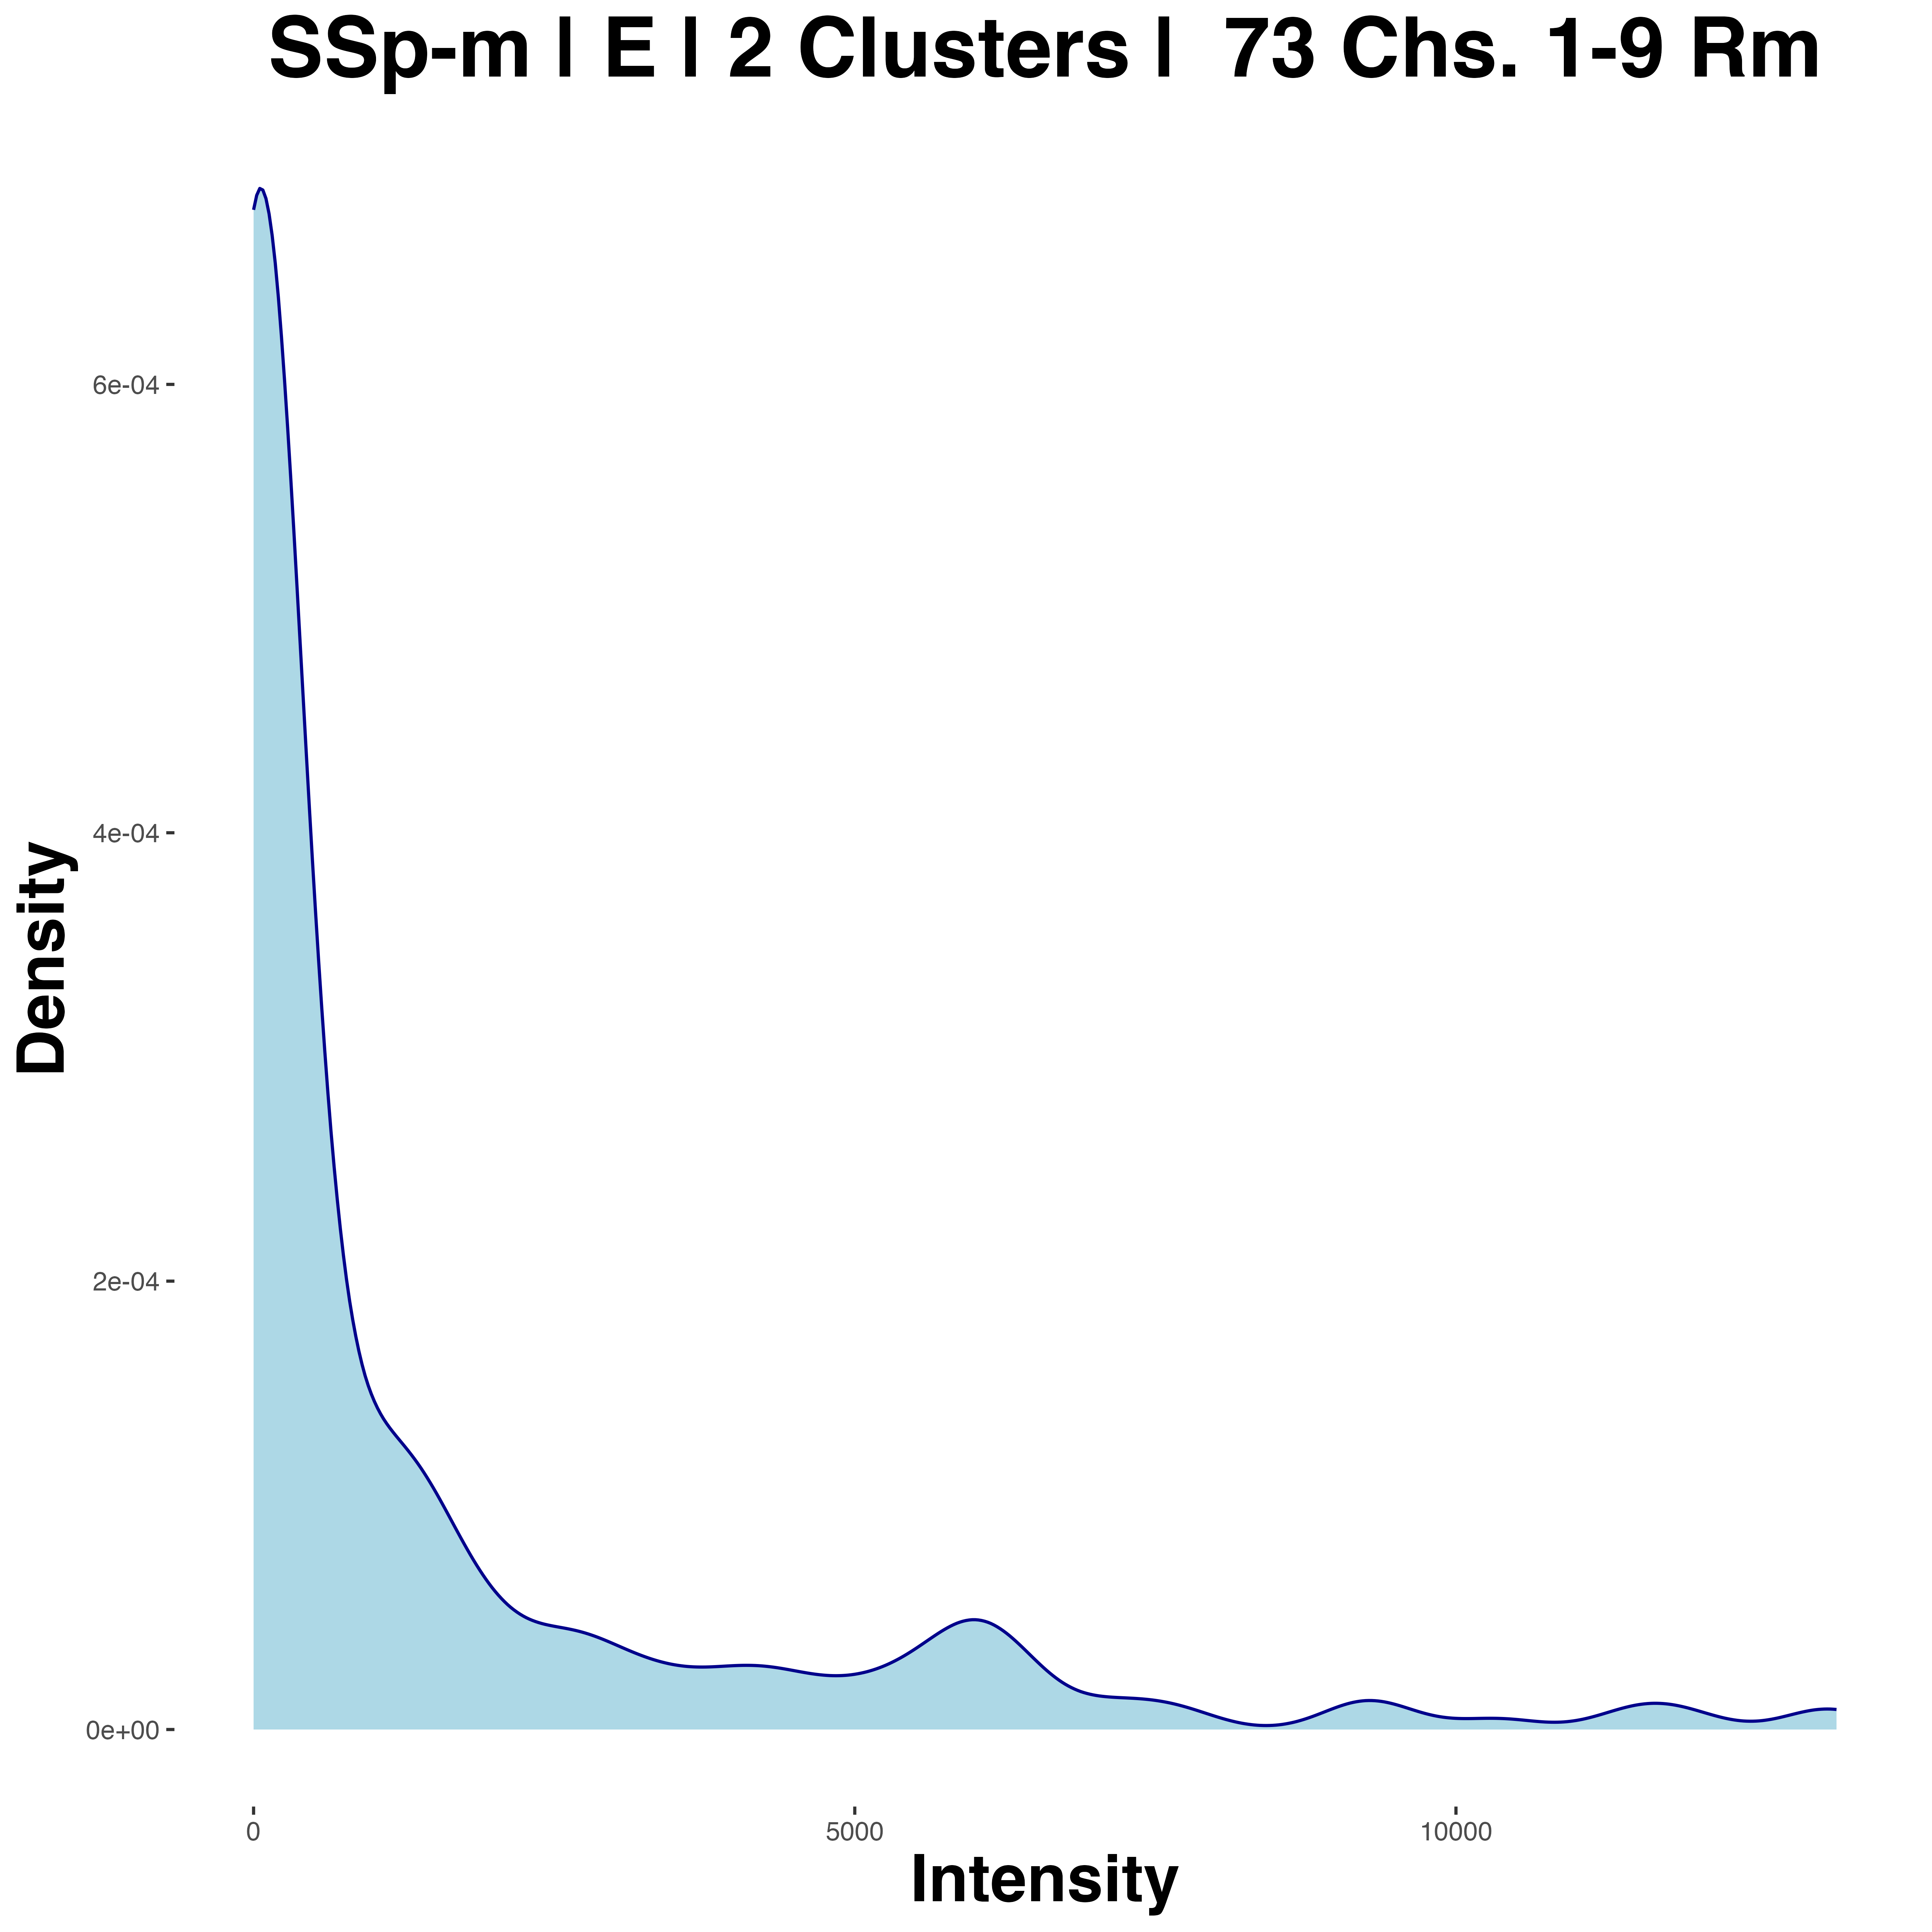 SSp-m | E | 2 Clusters |  73 Chs. 1-9 Rm
Density
6e-04
4e-04
2e-04
0e+00
0
5000
10000
Intensity